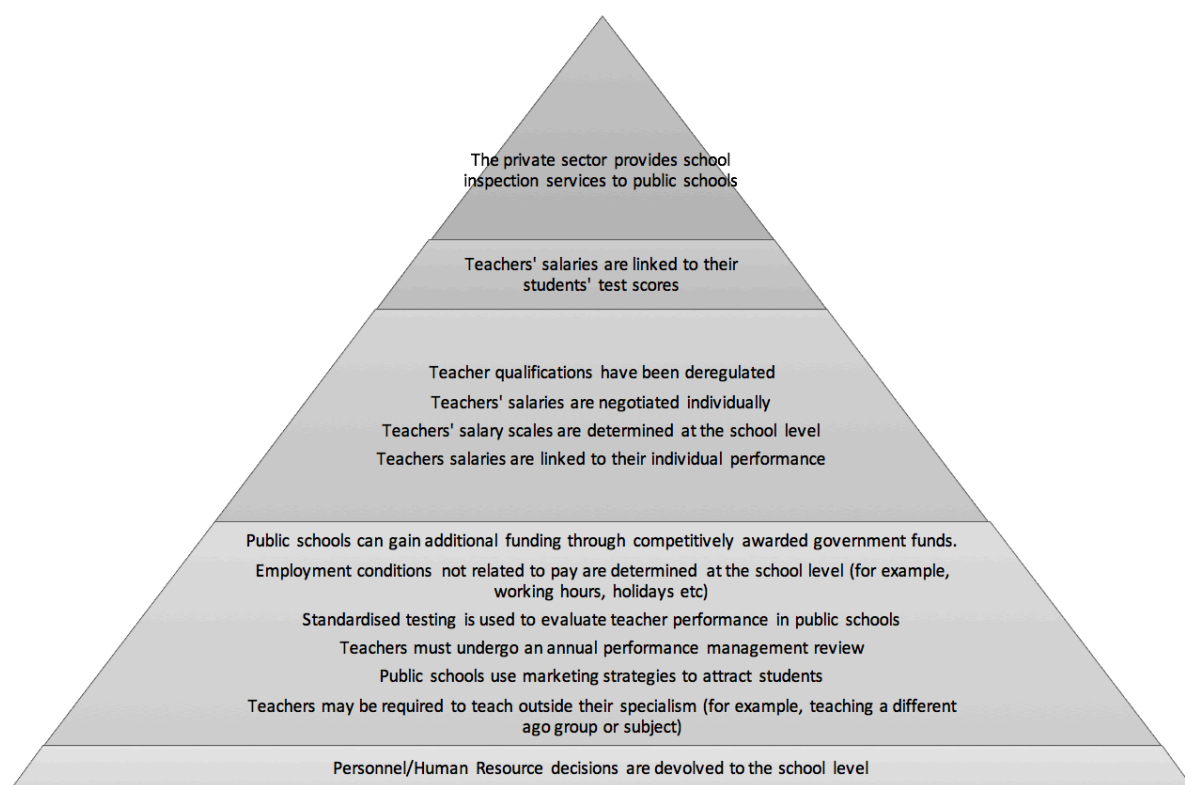 The private sector provides school
inspection services to public schools
Teachers' salaries are linked to their
students' test scores
Teacher qualifications have been deregulated
Teachers' salaries are negotiated individually
Teachers' salary scales are determined at the school level
Teachers salaries are linked to their individual performance
Public schools can gain additional funding through competitively awarded government funds.
Employment conditions not related to pay are determined at the school level (for example,
working hours, holidays etc)
Standardised testing is used to evaluate teacher performance in public schools
Teachers must undergo an annual performance management review
Public schools use marketing strategies to attract students
Teachers may be required to teach outside their specialism (for example, teaching a different
ago group or subject)
Personnel/Human Resource decisions are devolved to the school level